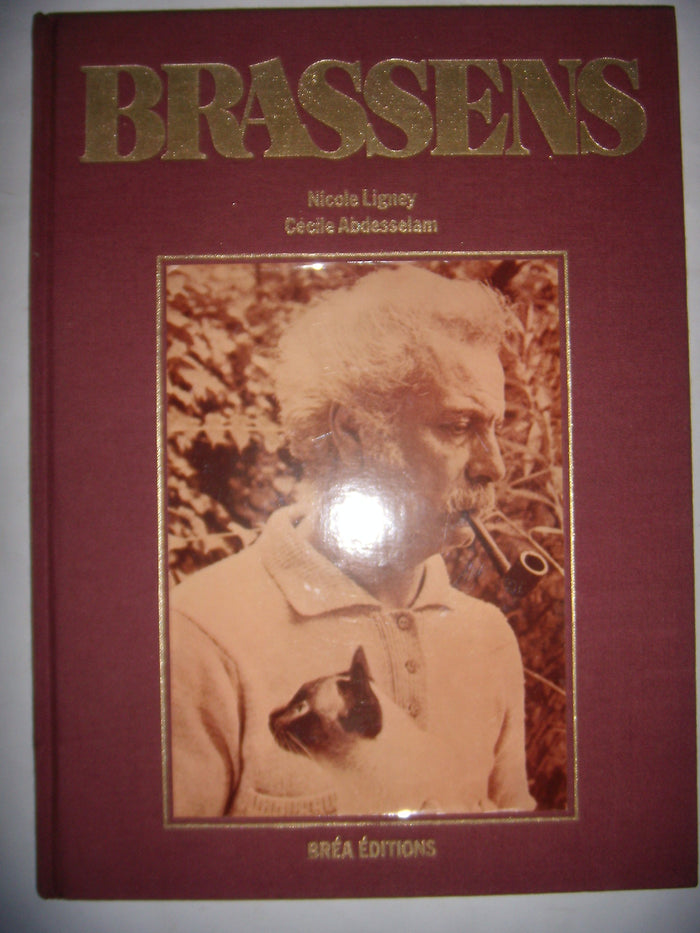 BRASSENS
Nicole Ligney
Cécile Abdesselam
BRÉA ÉDITIONS